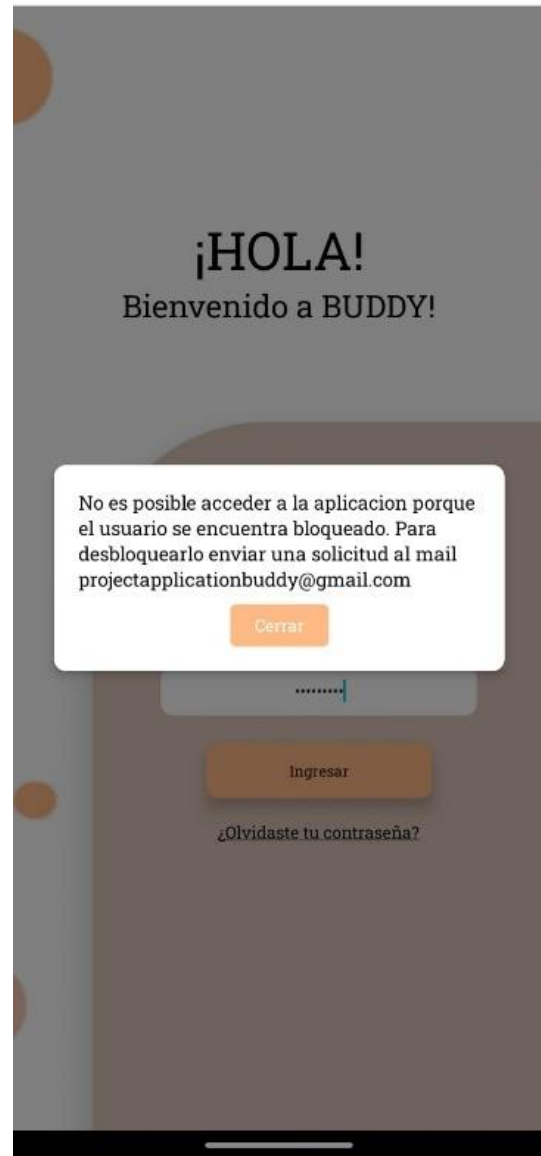 ¡HOLA!
Bienvenido a BUDDY!
No es posible acceder a la aplicacion porque
el usuario se encuentra bloqueado. Para
desbloquearlo enviar una solicitud al mail
projectapplicationbuddy@gmail.com
Cerrar
•••••••••
Ingresar
¿Olvidaste tu contraseña?